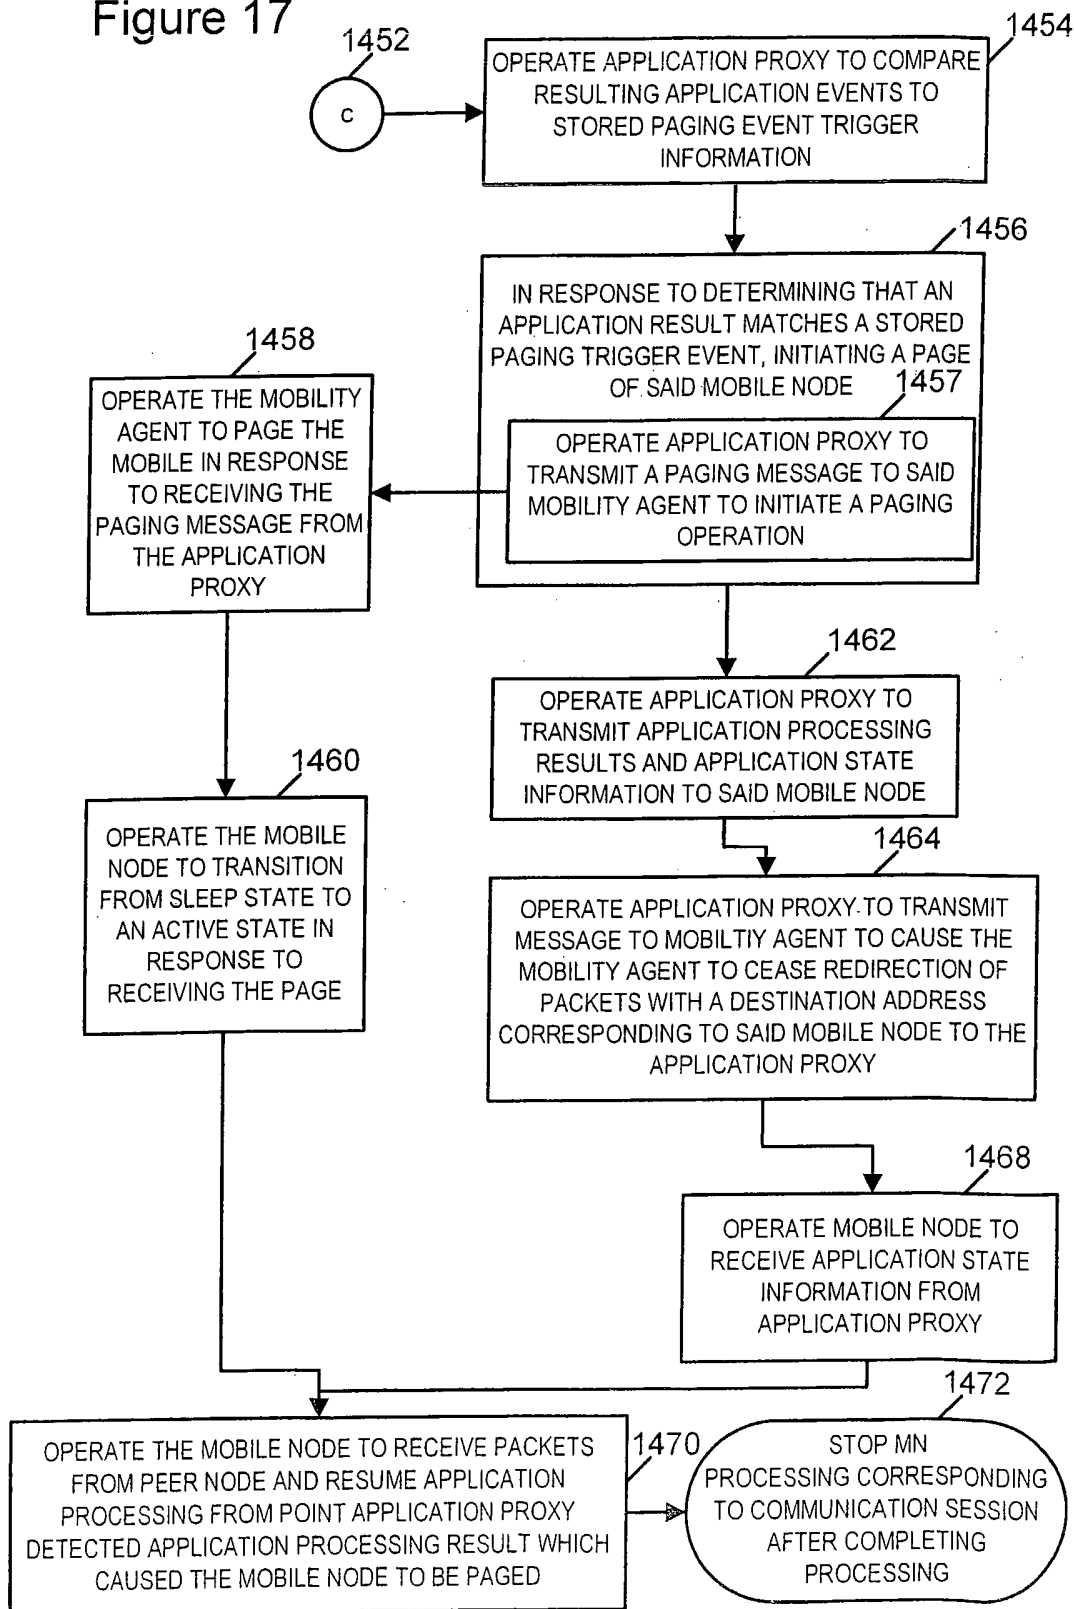 Figure 17
1452
C
1454
OPERATE APPLICATION PROXY TO COMPARE
RESULTING APPLICATION EVENTS TO
STORED PAGING EVENT TRIGGER
INFORMATION
1456
IN RESPONSE TO DETERMINING THAT AN
APPLICATION RESULT MATCHES A STORED
PAGING TRIGGER EVENT, INITIATING A PAGE
OF SAID MOBILE NODE
1457
OPERATE APPLICATION PROXY TO
TRANSMIT A PAGING MESSAGE TO SAID
MOBILITY AGENT TO INITIATE A PAGING
OPERATION
1458
OPERATE THE MOBILITY
AGENT TO PAGE THE
MOBILE IN RESPONSE
TO RECEIVING THE
PAGING MESSAGE FROM
THE APPLICATION
PROXY
1462
OPERATE APPLICATION PROXY TO
TRANSMIT APPLICATION PROCESSING
RESULTS AND APPLICATION STATE
INFORMATION TO SAID MOBILE NODE
1460
OPERATE THE MOBILE
NODE TO TRANSITION
FROM SLEEP STATE TO
AN ACTIVE STATE IN
RESPONSE TO
RECEIVING THE PAGE
1464
OPERATE APPLICATION PROXY TO TRANSMIT
MESSAGE TO MOBILTIY AGENT TO CAUSE THE
MOBILITY AGENT TO CEASE REDIRECTION OF
PACKETS WITH A DESTINATION ADDRESS
CORRESPONDING TO SAID MOBILE NODE TO THE
APPLICATION PROXY
1468
OPERATE MOBILE NODE TO
RECEIVE APPLICATION STATE
INFORMATION FROM
APPLICATION PROXY
1470
OPERATE THE MOBILE NODE TO RECEIVE PACKETS
FROM PEER NODE AND RESUME APPLICATION
PROCESSING FROM POINT APPLICATION PROXY
DETECTED APPLICATION PROCESSING RESULT WHICH
CAUSED THE MOBILE NODE TO BE PAGED
1472
STOP MN
PROCESSING CORRESPONDING
TO COMMUNICATION SESSION
AFTER COMPLETING
PROCESSING